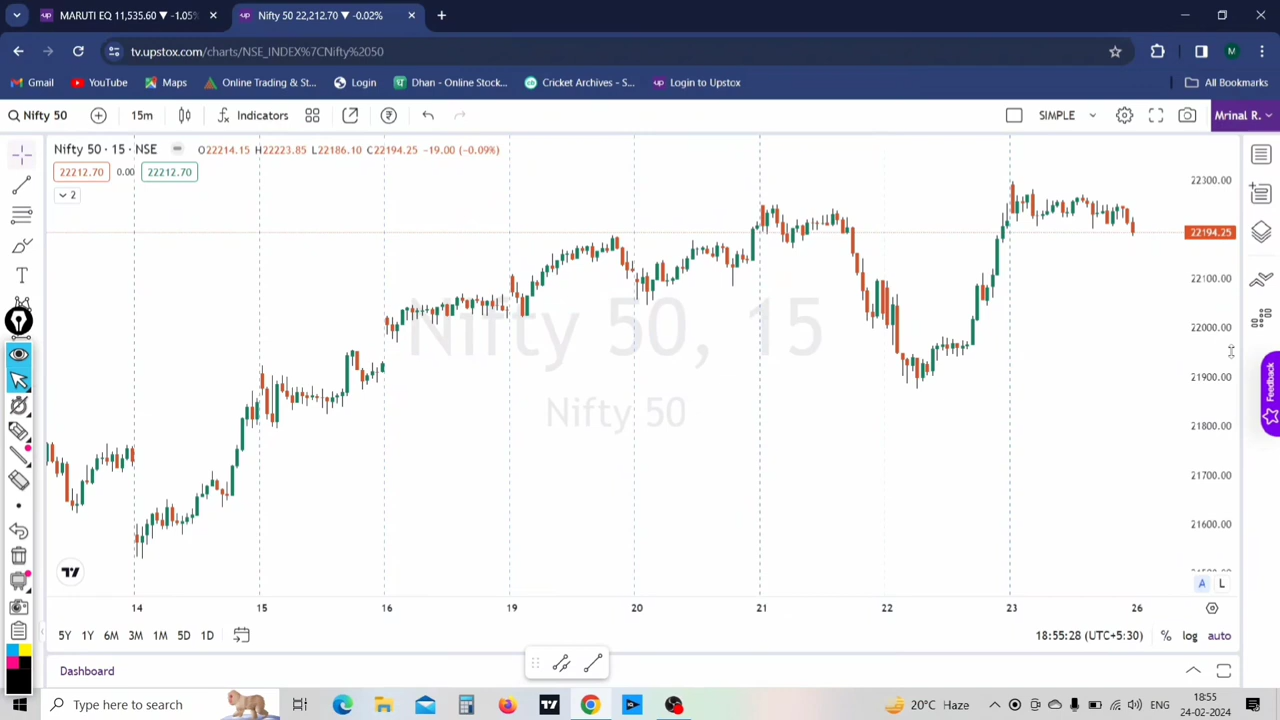 MARUTI EQ 11,535.60 ▼ -1.05%
Nifty 50 22,212.70 ▼ -0.02%
tv.upstox.com/charts/NSE_INDEX%7CNifty%2050
M
Gmail YouTube Maps Online Trading & St... Login Dhan - Online Stock... Cricket Archives - S... Login to Upstox All Bookmarks
Nifty 50 15m Indicators SIMPLE Mrinal R.
Nifty 50 · 15 · NSE O22214.15 H22223.85 L22186.10 C22194.25 -19.00 (-0.09%)
22212.70 0.00 22212.70
2
22300.00
22194.25
22100.00
22000.00
21900.00
21800.00
21700.00
21600.00
Nifty 50, 15
Nifty 50
Feedback
A L
14 15 16 19 20 21 22 23 26
5Y 1Y 6M 3M 1M 5D 1D 18:55:28 (UTC+5:30) % log auto
Dashboard
Type here to search 20°C Haze ENG 18:55
24-02-2024